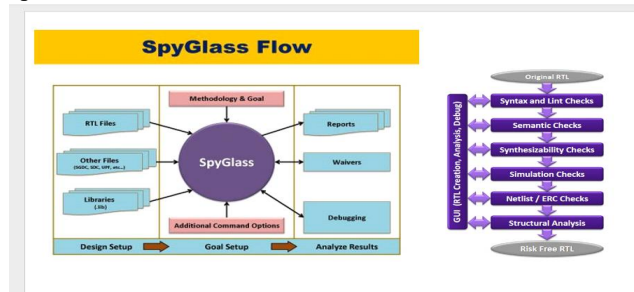 SpyGlass Flow
Methodology & Goal
RTL Files
Reports
Other Files
(SGDC, SDC, UPF, etc...)
SpyGlass
Waivers
Libraries
(.lib)
Debugging
Additional Command Options
Design Setup
Goal Setup
Analyze Results
Original RTL
GUI (RTL Creation, Analysis, Debug)
Syntax and Lint Checks
Semantic Checks
Synthesizability Checks
Simulation Checks
Netlist / ERC Checks
Structural Analysis
Risk Free RTL